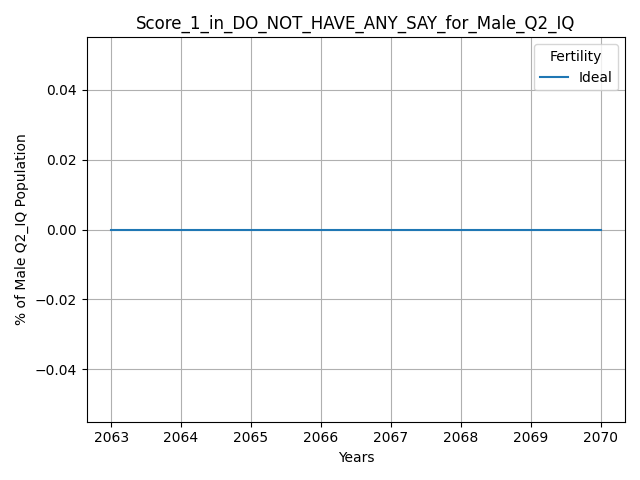 Score_1_in_DO_NOT_HAVE_ANY_SAY_for_Male_Q2_IQ
Fertility
Ideal
% of Male Q2_IQ Population
0.04
0.02
0.00
−0.02
−0.04
2063 2064 2065 2066 2067 2068 2069 2070
Years